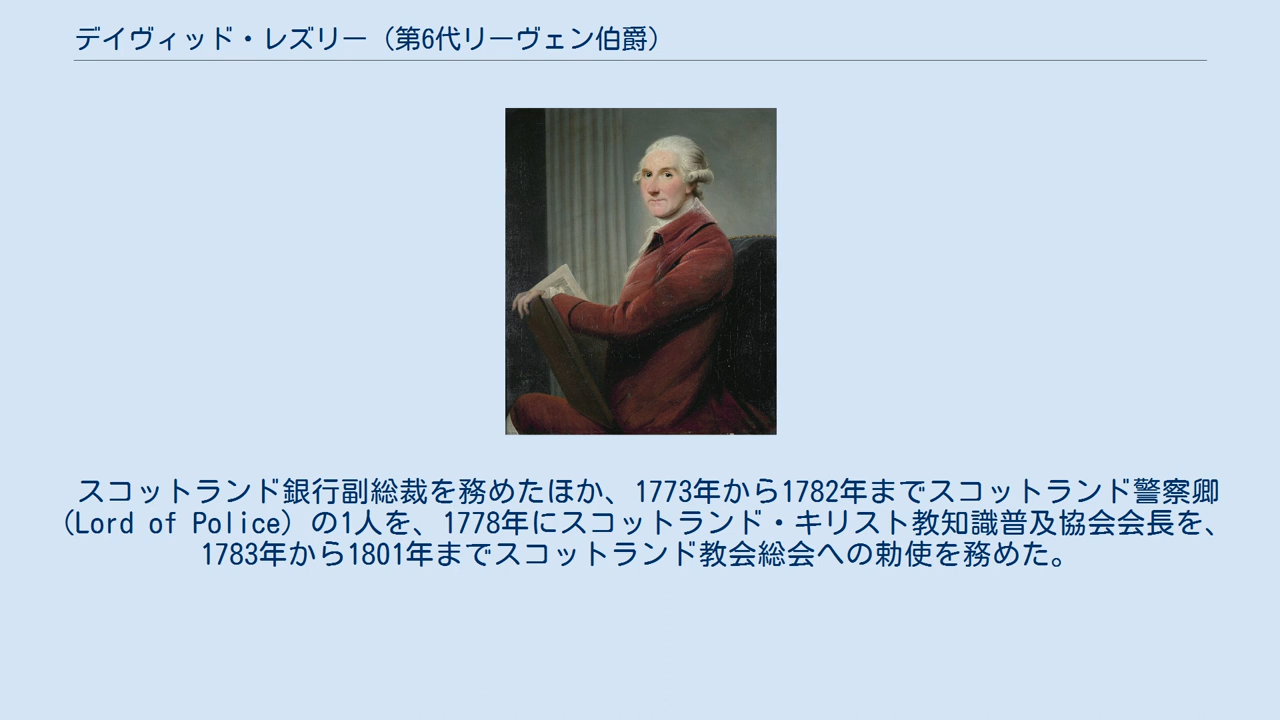 デイヴィッド・レズリー（第6代リーヴェン伯爵）
スコットランド銀行副総裁を務めたほか、1773年から1782年までスコットランド警察卿
（Lord of Police）の1人を、1778年にスコットランド・キリスト教知識普及協会会長を、
1783年から1801年までスコットランド教会総会への勅使を務めた。